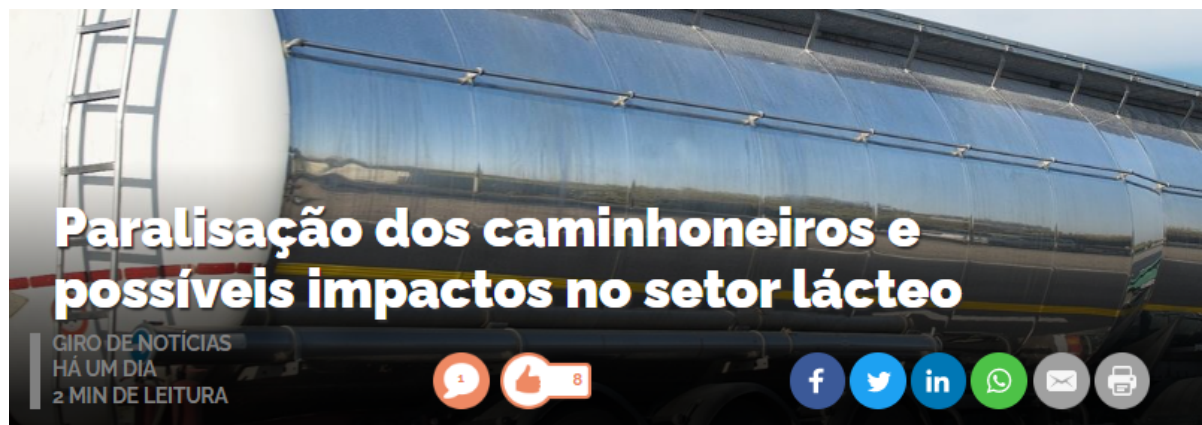 Paralisação dos caminhoneiros e
possíveis impactos no setor lácteo
GIRO DE NOTÍCIAS
HÁ UM DIA
2 MIN DE LEITURA
1
8